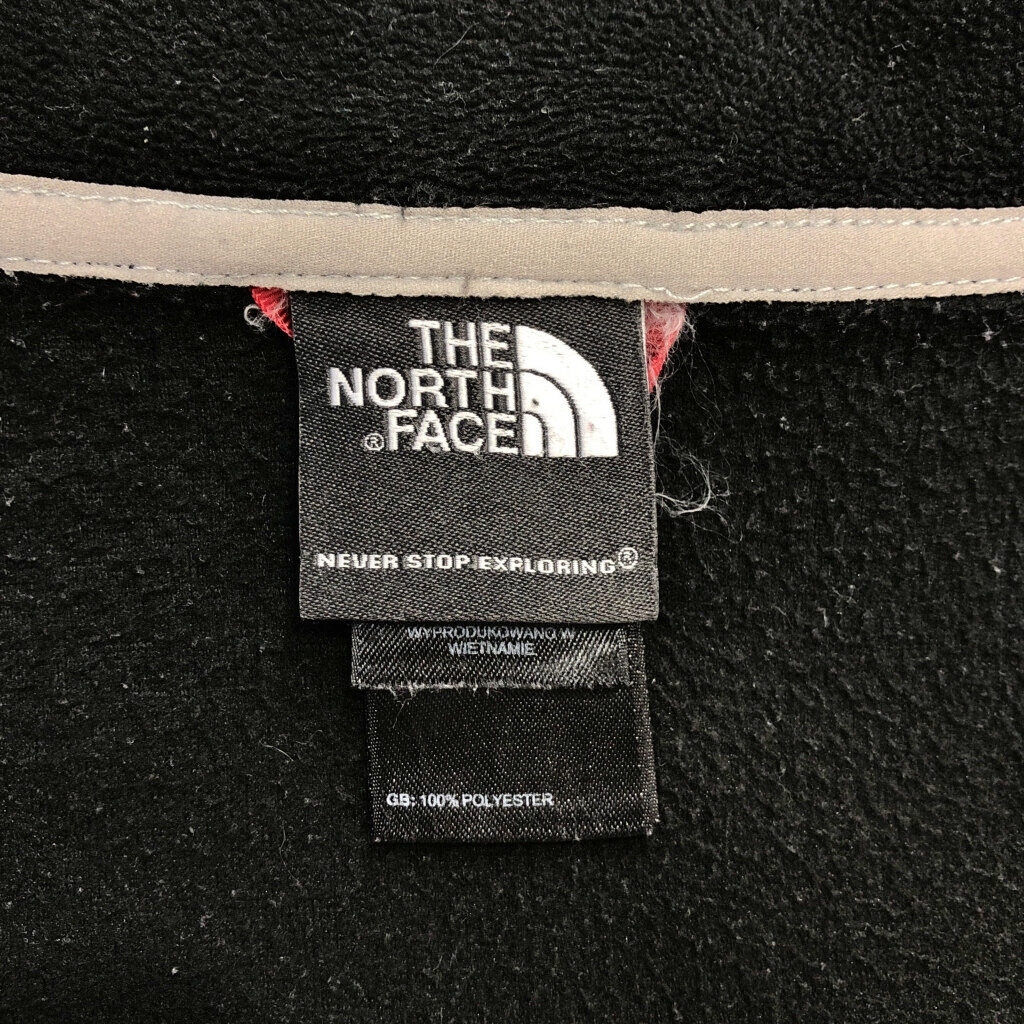 THE
NORTH
®FACE
NEVER STOP EXPLORING®
WYPRODUKOWANO W
WIETNAMIE
GB: 100% POLYESTER